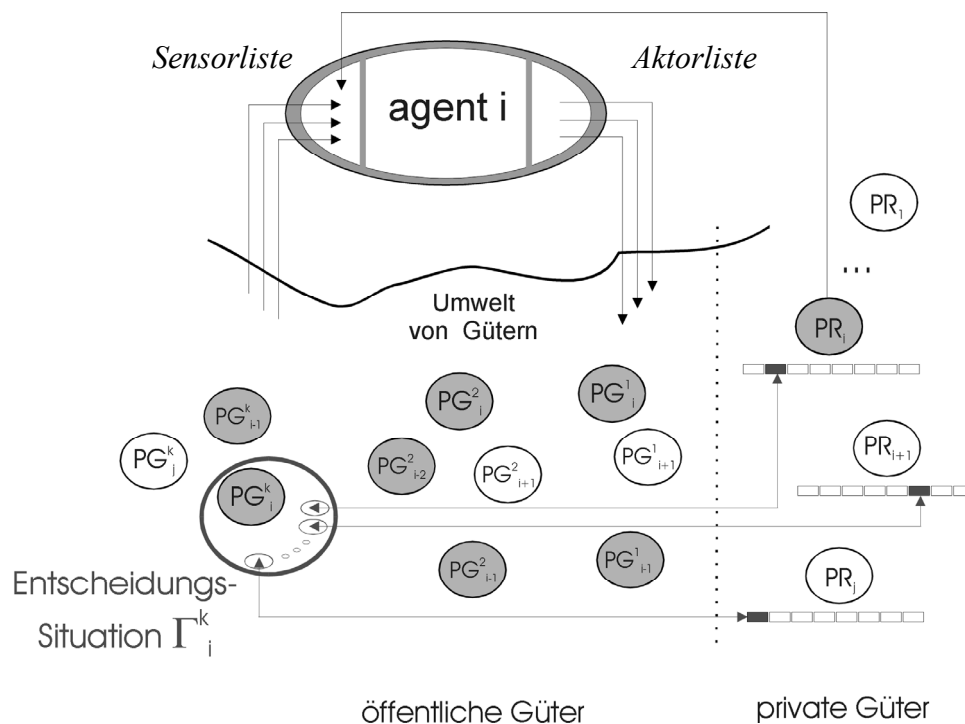 Sensorliste
Aktorliste
agent i
PR₁
...
Umwelt
von Gütern
PRᵢ
PG²ᵢ
PG¹ᵢ
PGᵏᵢ₋₁
PGᵏⱼ
PG²ᵢ₋₂
PG²ᵢ₊₁
PG¹ᵢ₊₁
PRᵢ₊₁
PGᵏᵢ
PG²ᵢ₋₁
PG¹ᵢ₋₁
PRⱼ
Entscheidungs-
Situation Γᵏᵢ
öffentliche Güter
private Güter